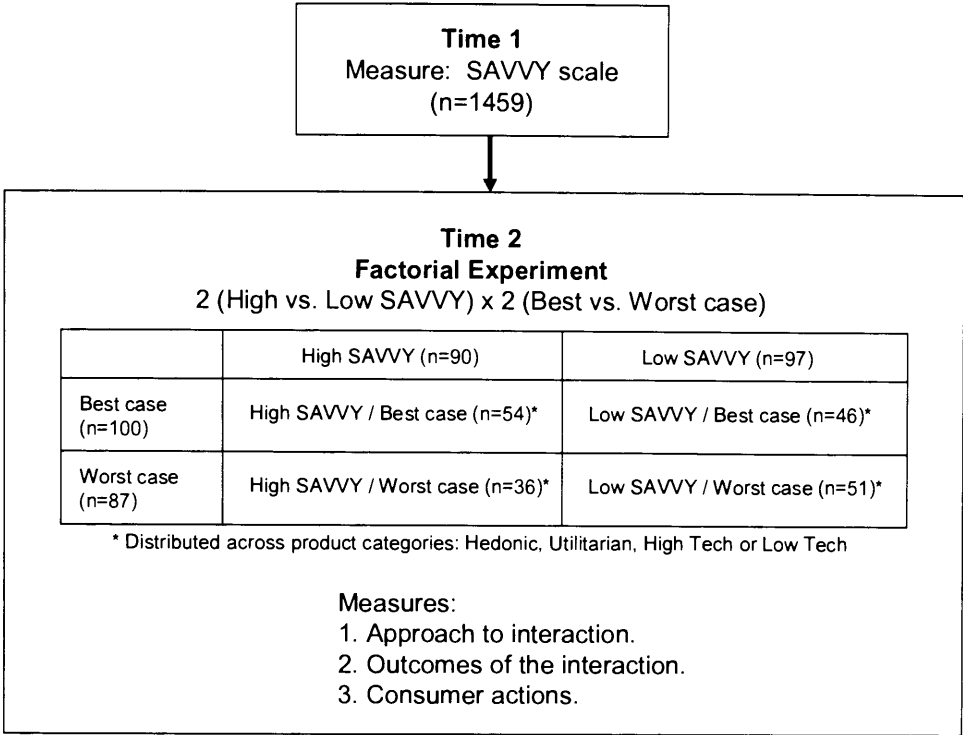 Time 1
Measure: SAVVY scale
(n=1459)
Time 2
Factorial Experiment
2 (High vs. Low SAVVY) x 2 (Best vs. Worst case)
High SAVVY (n=90)
Low SAVVY (n=97)
Best case
(n=100)
High SAVVY / Best case (n=54)*
Low SAVVY / Best case (n=46)*
Worst case
(n=87)
High SAVVY / Worst case (n=36)*
Low SAVVY / Worst case (n=51)*
* Distributed across product categories: Hedonic, Utilitarian, High Tech or Low Tech
Measures:
1. Approach to interaction.
2. Outcomes of the interaction.
3. Consumer actions.